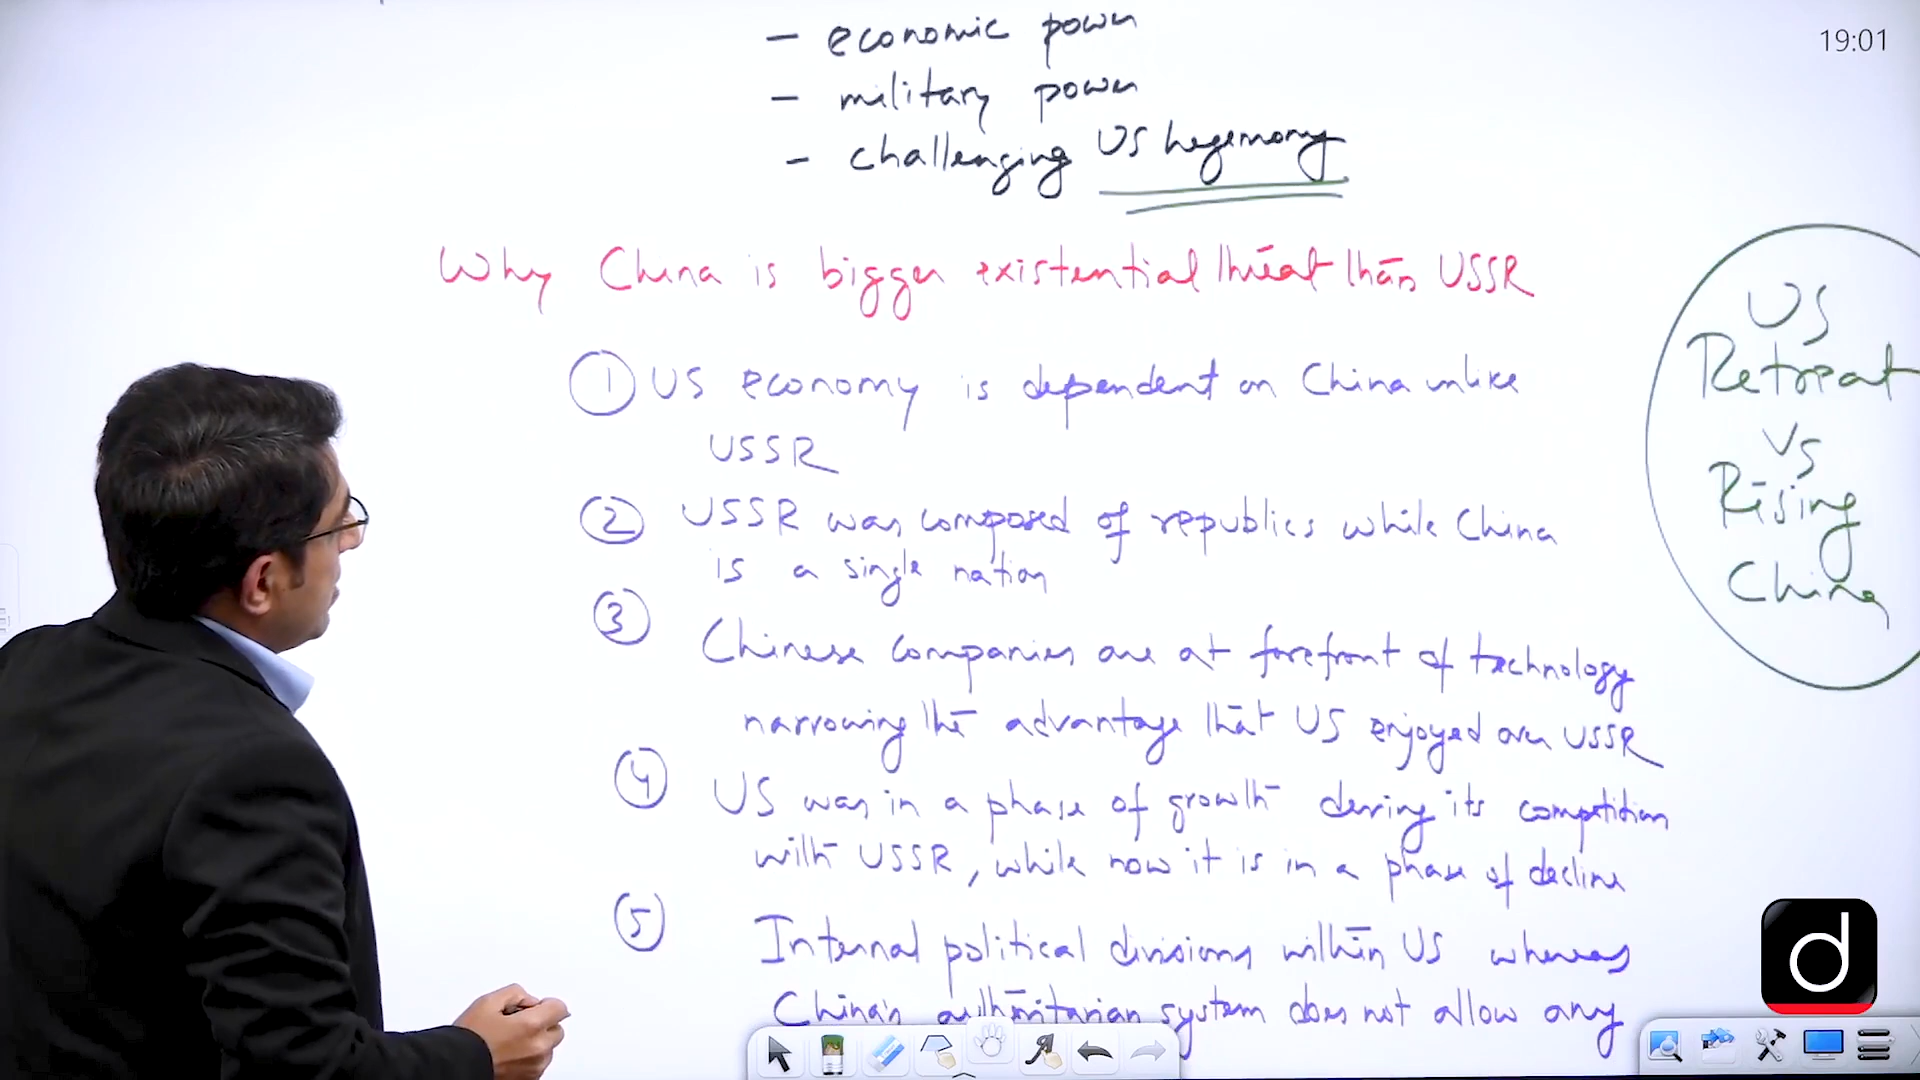 19:01
- economic power
- military power
- challenging US hegemony
Why China is bigger existential threat than USSR
① US economy is dependent on China unlike
USSR
② USSR was composed of republics while China
is a single nation
③ Chinese companies are at forefront of technology
narrowing the advantage that US enjoyed over USSR
④ US was in a phase of growth during its competition
with USSR, while now it is in a phase of decline
⑤ Internal political divisions within US whereas
China's authoritarian system does not allow any
US
Retreat
Vs
Rising
China
d